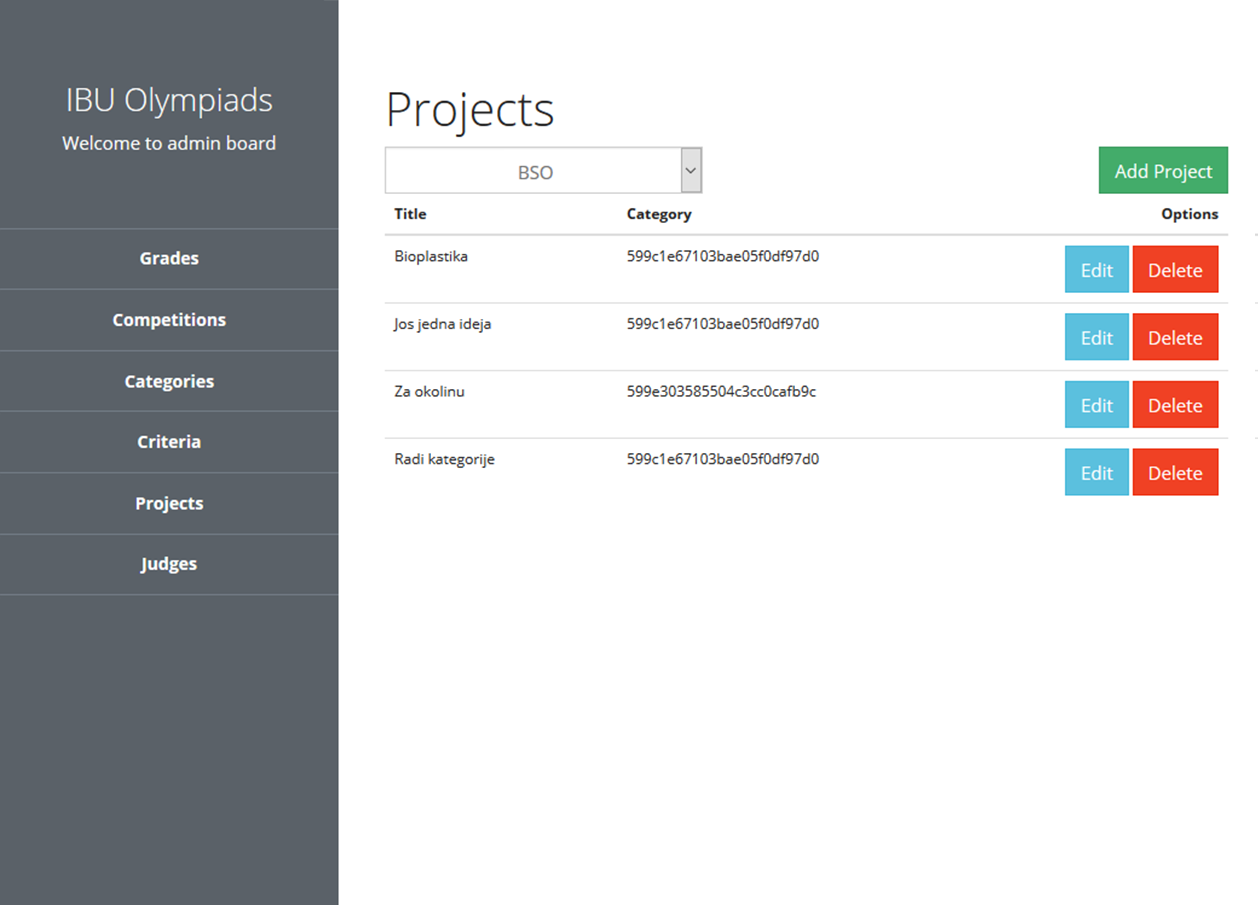 IBU Olympiads
Welcome to admin board
Grades
Competitions
Categories
Criteria
Projects
Judges
Projects
BSO
Add Project
Title Category Options
Bioplastika 599c1e67103bae05f0df97d0 Edit Delete
Jos jedna ideja 599c1e67103bae05f0df97d0 Edit Delete
Za okolinu 599e303585504c3cc0cafb9c Edit Delete
Radi kategorije 599c1e67103bae05f0df97d0 Edit Delete